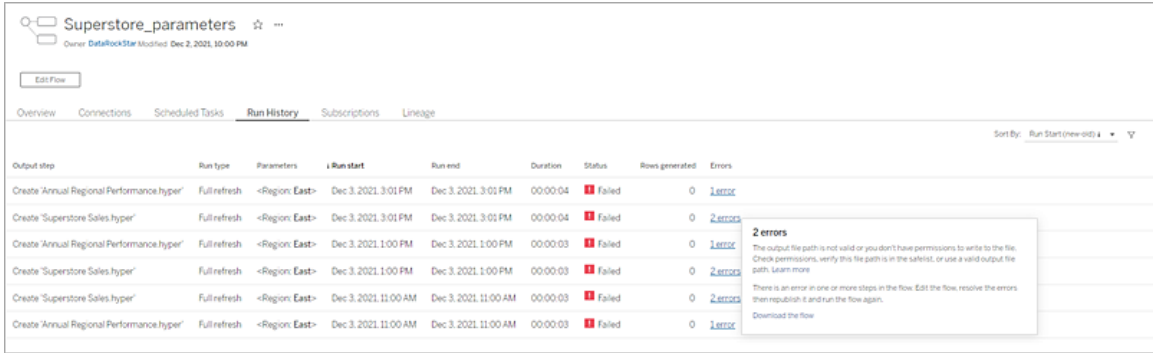 Superstore_parameters
Owner DataRockStar Modified Dec 2, 2021, 10:00 PM
Edit Flow
Overview Connections Scheduled Tasks Run History Subscriptions Lineage
Sort By: Run Start (new-old) ↓
Output step Run type Parameters ↓ Run start Run end Duration Status Rows generated Errors
Create 'Annual Regional Performance.hyper' Full refresh <Region: East> Dec 3, 2021, 3:01 PM Dec 3, 2021, 3:01 PM 00:00:04 Failed 0 1 error
Create 'Superstore Sales.hyper' Full refresh <Region: East> Dec 3, 2021, 3:01 PM Dec 3, 2021, 3:01 PM 00:00:04 Failed 0 2 errors
Create 'Annual Regional Performance.hyper' Full refresh <Region: East> Dec 3, 2021, 1:00 PM Dec 3, 2021, 1:00 PM 00:00:03 Failed 0 1 error
Create 'Superstore Sales.hyper' Full refresh <Region: East> Dec 3, 2021, 1:00 PM Dec 3, 2021, 1:00 PM 00:00:03 Failed 0 2 errors
Create 'Superstore Sales.hyper' Full refresh <Region: East> Dec 3, 2021, 11:00 AM Dec 3, 2021, 11:00 AM 00:00:03 Failed 0 2 errors
Create 'Annual Regional Performance.hyper' Full refresh <Region: East> Dec 3, 2021, 11:00 AM Dec 3, 2021, 11:00 AM 00:00:03 Failed 0 1 error
2 errors
The output file path is not valid or you don't have permissions to write to the file.
Check permissions, verify this file path is in the safelist, or use a valid output file
path. Learn more
There is an error in one or more steps in the flow. Edit the flow, resolve the errors
then republish it and run the flow again.
Download the flow